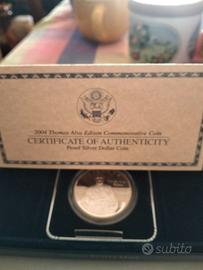 2004 Thomas Alva Edison Commemorative Coin
CERTIFICATE OF AUTHENTICITY
Proof Silver Dollar Coin
subito